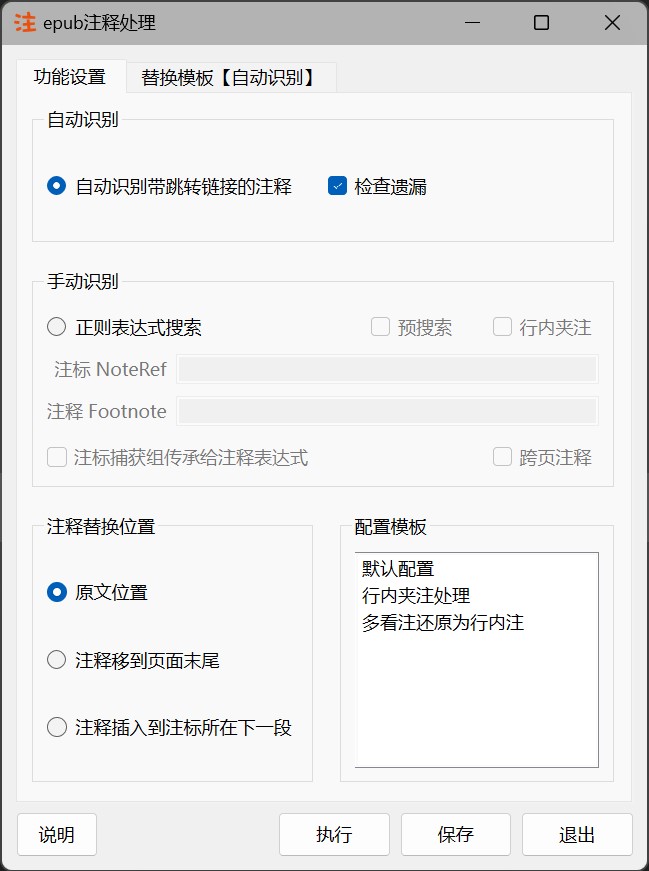 注 epub注释处理
功能设置 替换模板【自动识别】
自动识别
自动识别带跳转链接的注释 检查遗漏
手动识别
正则表达式搜索 预搜索 行内夹注
注标 NoteRef
注释 Footnote
注标捕获组传承给注释表达式 跨页注释
注释替换位置
原文位置
注释移到页面末尾
注释插入到注标所在下一段
配置模板
默认配置
行内夹注处理
多看注还原为行内注
说明 执行 保存 退出